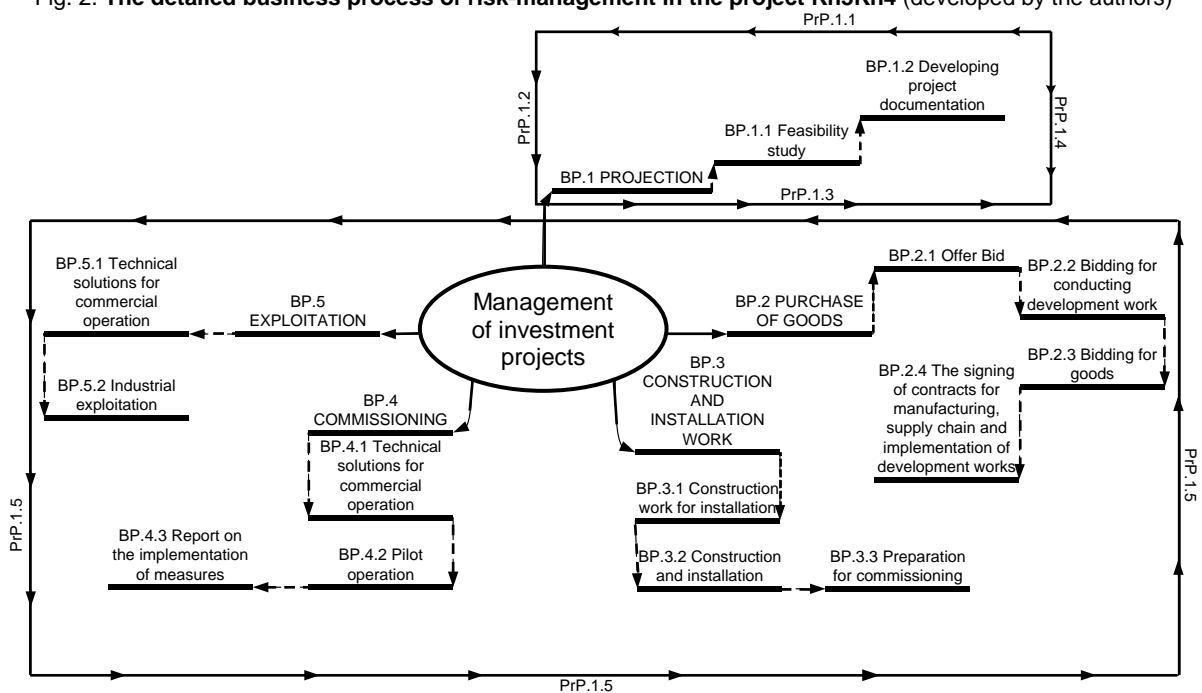 Fig. 2. The detailed business process of risk-management in the project Kh3Kh4 (developed by the authors)
PrP.1.1
PrP.1.2
BP.1.2 Developing
project
documentation
PrP.1.4
BP.1.1 Feasibility
study
BP.1 PROJECTION
PrP.1.3
BP.5.1 Technical
solutions for
commercial
operation
BP.5
EXPLOITATION
BP.5.2 Industrial
exploitation
Management
of investment
projects
BP.2 PURCHASE
OF GOODS
BP.2.1 Offer Bid
BP.2.2 Bidding for
conducting
development work
BP.2.3 Bidding for
goods
BP.2.4 The signing
of contracts for
manufacturing,
supply chain and
implementation of
development works
BP.3
CONSTRUCTION
AND
INSTALLATION
WORK
BP.3.1 Construction
work for installation
BP.3.2 Construction
and installation
BP.3.3 Preparation
for commissioning
BP.4
COMMISSIONING
BP.4.1 Technical
solutions for
commercial
operation
BP.4.2 Pilot
operation
BP.4.3 Report on
the implementation
of measures
PrP.1.5
PrP.1.5
PrP.1.5